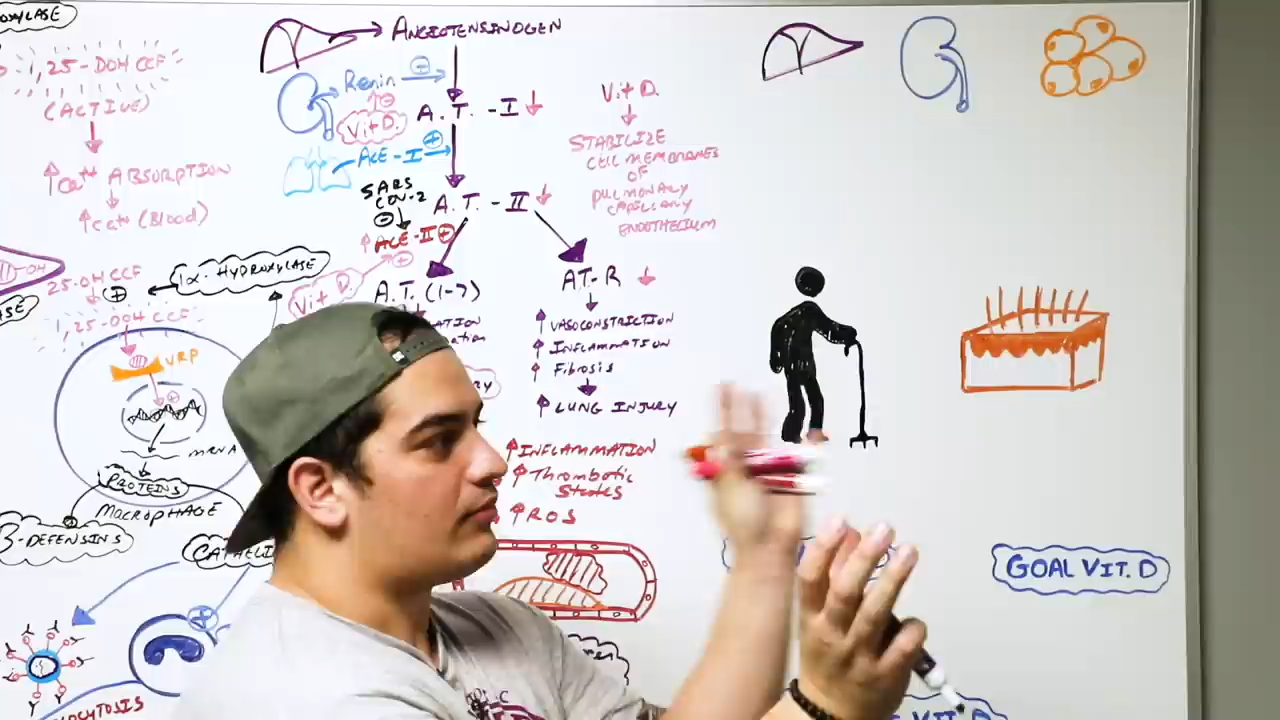 1,25-DOH CCF
(ACTIVE)
↑Ca++ ABSORPTION
↑Ca++ (Blood)
25-OH CCF
1α-HYDROXYLASE
1,25-DOH CCF
VRP
mRNA
PROTEINS
MACROPHAGE
β-DEFENSINS
ANGIOTENSINOGEN
Renin ⊕
↑⊖
Vit D.
A.T.-I ↓
ACE-I ⊕
SARS
COV-2
⊖
A.T.-II ↓
↑ACE-II ⊕
⊕
Vit D.
A.T. (1-7)
AT-R ↓
↑ VASOCONSTRICTION
↑ INFLAMMATION
↑ Fibrosis
↑ LUNG INJURY
↑ INFLAMMATION
↑ Thrombotic
States
↑ ROS
Vit D.
STABILIZE
CELL MEMBRANES
OF
PULMONARY
CAPILLARY
ENDOTHELIUM
GOAL VIT. D
VIT. D